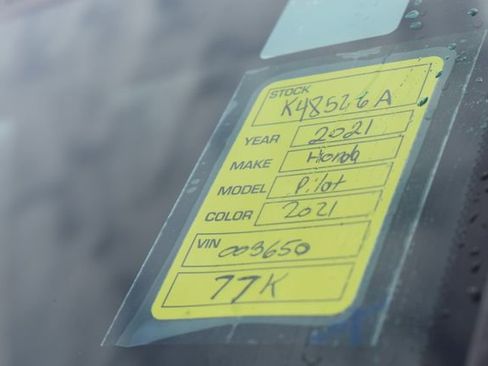 STOCK
K48526A
YEAR 2021
MAKE Honda
MODEL Pilot
COLOR 2021
VIN 003650
77K